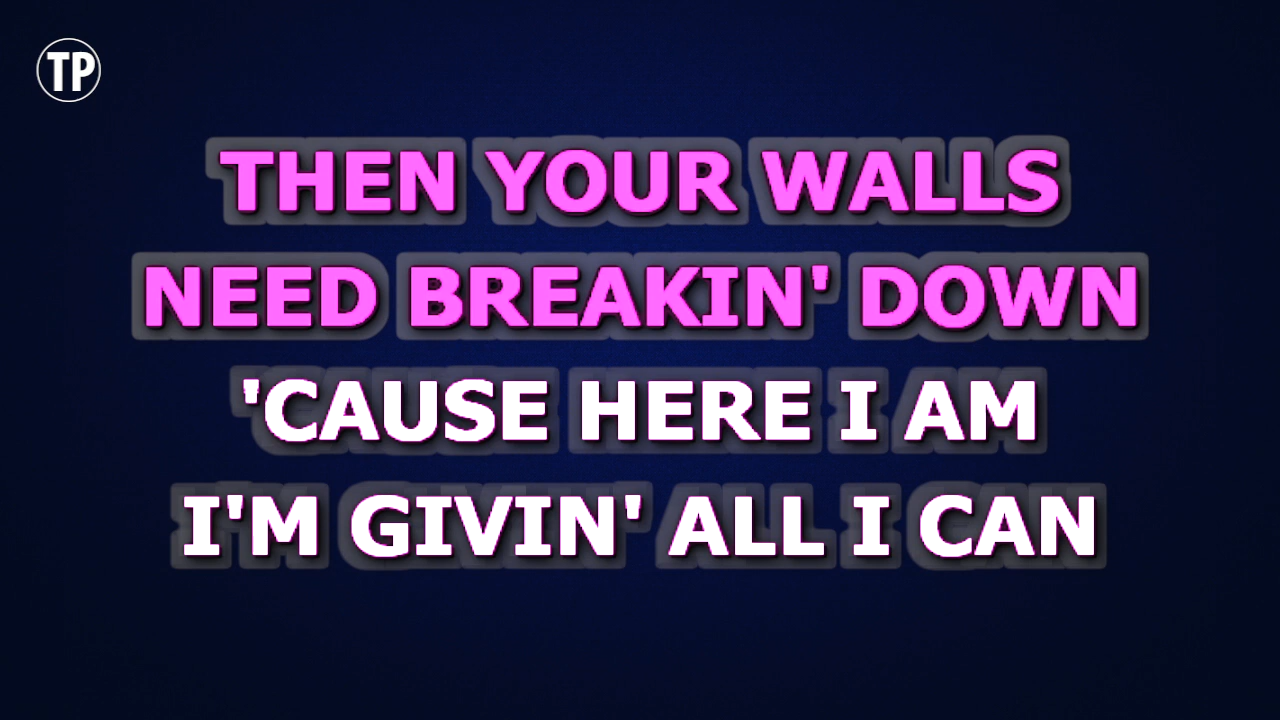 TP
THEN YOUR WALLS
NEED BREAKIN' DOWN
'CAUSE HERE I AM
I'M GIVIN' ALL I CAN